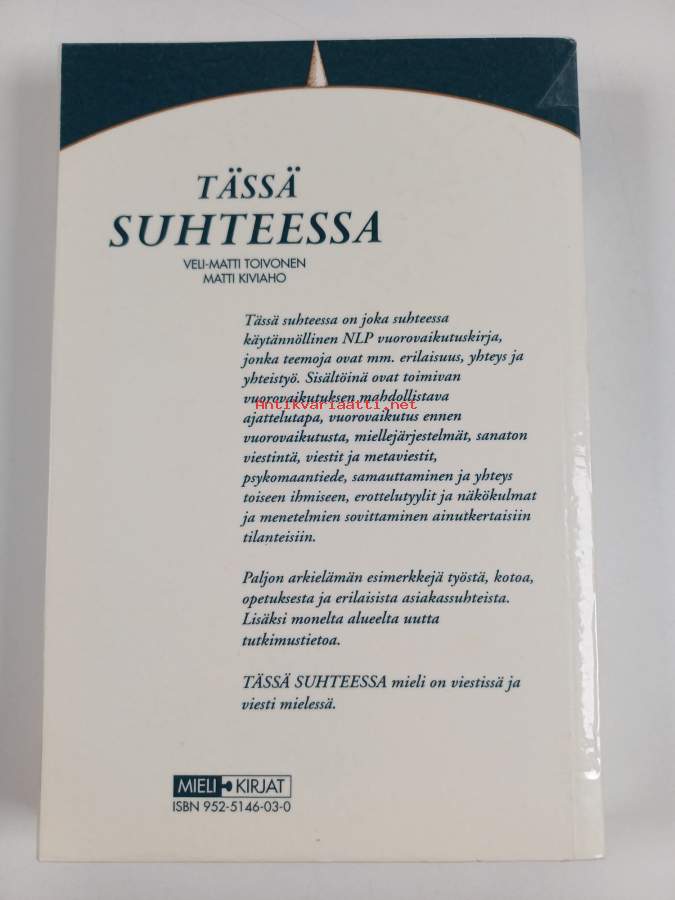 TÄSSÄ
SUHTEESSA
VELI-MATTI TOIVONEN
MATTI KIVIAHO
Tässä suhteessa on joka suhteessa
käytännöllinen NLP vuorovaikutuskirja,
jonka teemoja ovat mm. erilaisuus, yhteys ja
yhteistyö. Sisältöinä ovat toimivan
vuorovaikutuksen mahdollistava
Antikvariaatti.net
ajattelutapa, vuorovaikutus ennen
vuorovaikutusta, miellejärjestelmät, sanaton
viestintä, viestit ja metaviestit,
psykomaantiede, samauttaminen ja yhteys
toiseen ihmiseen, erottelutyylit ja näkökulmat
ja menetelmien sovittaminen ainutkertaisiin
tilanteisiin.
Paljon arkielämän esimerkkejä työstä, kotoa,
opetuksesta ja erilaisista asiakassuhteista.
Lisäksi monelta alueelta uutta
tutkimustietoa.
TÄSSÄ SUHTEESSA mieli on viestissä ja
viesti mielessä.
MIELI KIRJAT
ISBN 952-5146-03-0